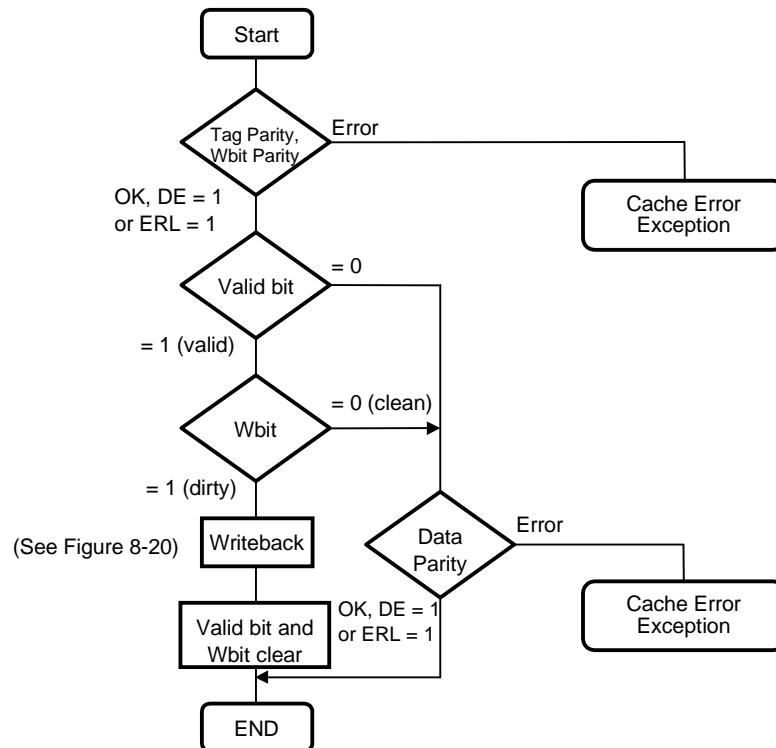 Start
Tag Parity,
Wbit Parity
Error
Cache Error
Exception
OK, DE = 1
or ERL = 1
Valid bit
= 0
= 1 (valid)
Wbit
= 0 (clean)
= 1 (dirty)
(See Figure 8-20)
Writeback
Data
Parity
Error
Cache Error
Exception
OK, DE = 1
or ERL = 1
Valid bit and
Wbit clear
END